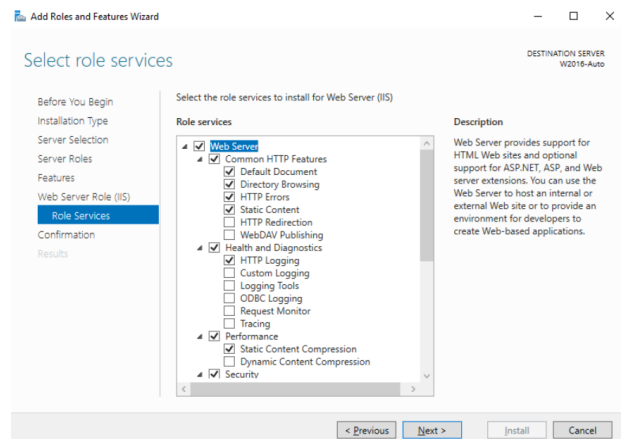 Add Roles and Features Wizard
Select role services
DESTINATION SERVER
W2016-Auto
Before You Begin
Installation Type
Server Selection
Server Roles
Features
Web Server Role (IIS)
Role Services
Confirmation
Results
Select the role services to install for Web Server (IIS)
Role services
Web Server
Common HTTP Features
Default Document
Directory Browsing
HTTP Errors
Static Content
HTTP Redirection
WebDAV Publishing
Health and Diagnostics
HTTP Logging
Custom Logging
Logging Tools
ODBC Logging
Request Monitor
Tracing
Performance
Static Content Compression
Dynamic Content Compression
Security
Description
Web Server provides support for
HTML Web sites and optional
support for ASP.NET, ASP, and Web
server extensions. You can use the
Web Server to host an internal or
external Web site or to provide an
environment for developers to
create Web-based applications.
< Previous
Next >
Install
Cancel